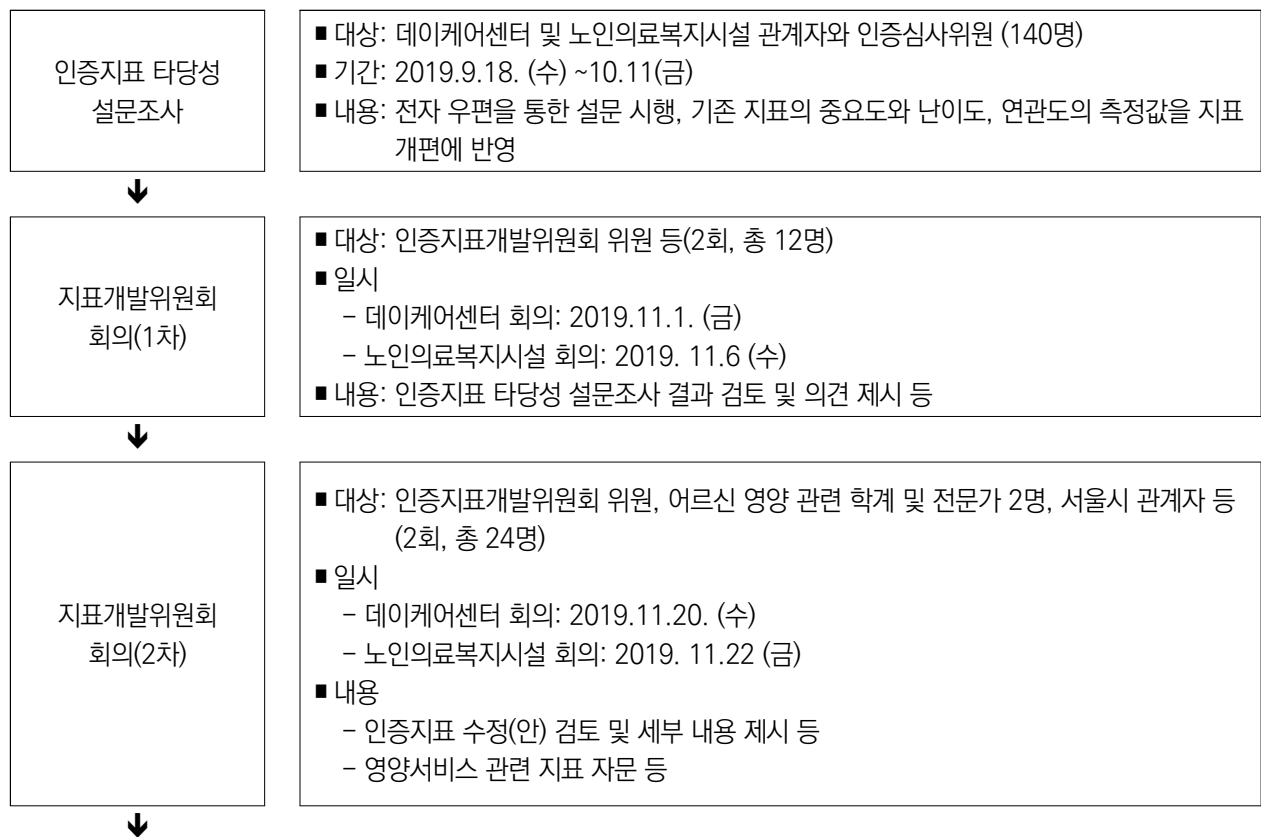 인증지표 타당성
설문조사
■ 대상: 데이케어센터 및 노인의료복지시설 관계자와 인증심사위원 (140명)
■ 기간: 2019.9.18. (수) ~10.11(금)
■ 내용: 전자 우편을 통한 설문 시행, 기존 지표의 중요도와 난이도, 연관도의 측정값을 지표
개편에 반영
↓
지표개발위원회
회의(1차)
■ 대상: 인증지표개발위원회 위원 등(2회, 총 12명)
■ 일시
– 데이케어센터 회의: 2019.11.1. (금)
– 노인의료복지시설 회의: 2019. 11.6 (수)
■ 내용: 인증지표 타당성 설문조사 결과 검토 및 의견 제시 등
↓
지표개발위원회
회의(2차)
■ 대상: 인증지표개발위원회 위원, 어르신 영양 관련 학계 및 전문가 2명, 서울시 관계자 등
(2회, 총 24명)
■ 일시
– 데이케어센터 회의: 2019.11.20. (수)
– 노인의료복지시설 회의: 2019. 11.22 (금)
■ 내용
– 인증지표 수정(안) 검토 및 세부 내용 제시 등
– 영양서비스 관련 지표 자문 등
↓